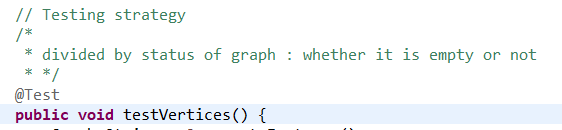 // Testing strategy
/*
* divided by status of graph : whether it is empty or not
* */
@Test
public void testVertices() {